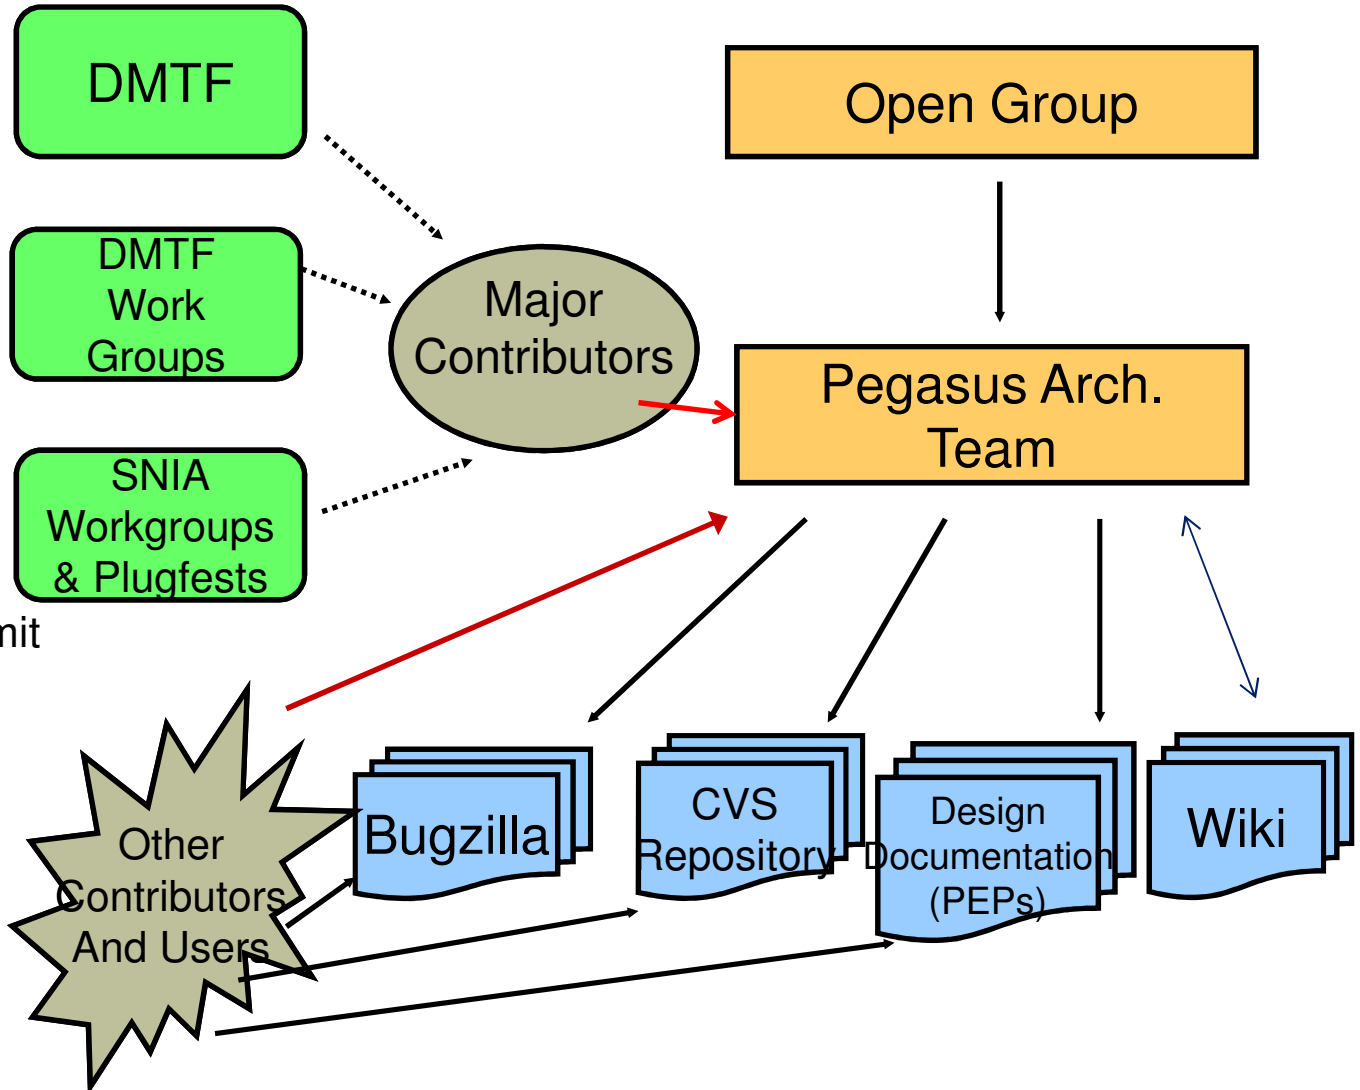 DMTF
Open Group
DMTF
Work
Groups
Major
Contributors
Pegasus Arch.
Team
SNIA
Workgroups
& Plugfests
mit
Other
Contributors
And Users
Bugzilla
CVS
Repository
Design
Documentation
(PEPs)
Wiki